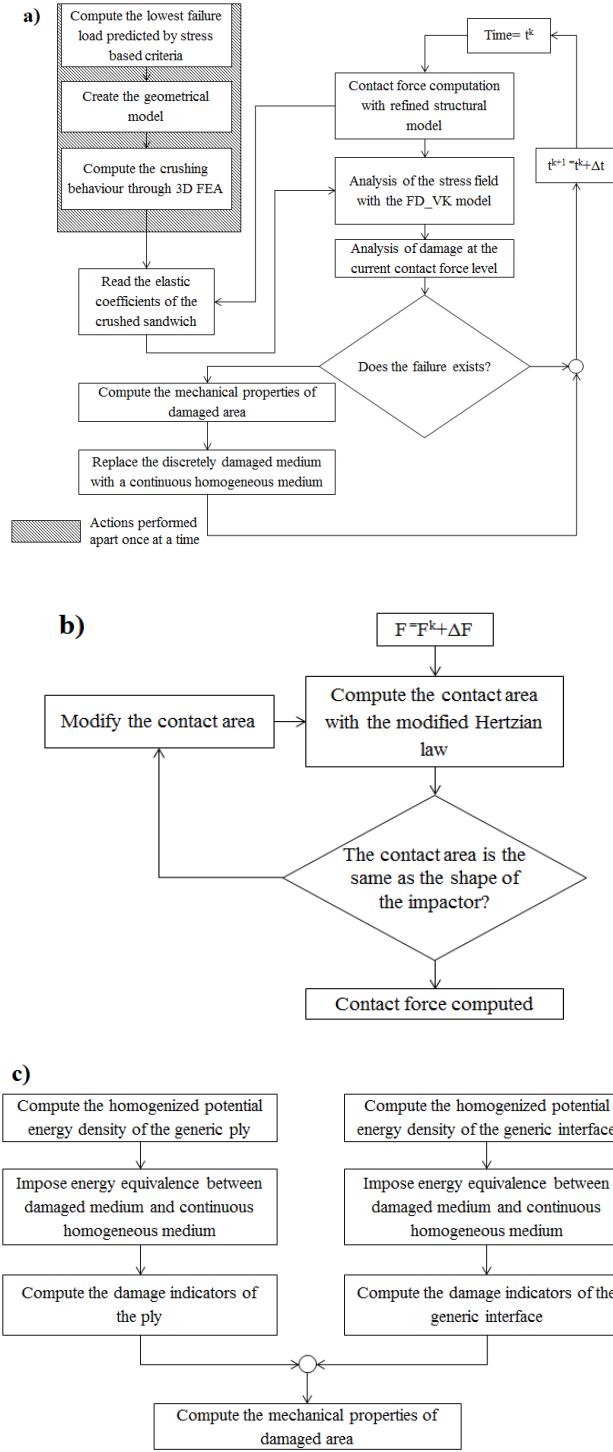 a)
Compute the lowest failure
load predicted by stress
based criteria
Create the geometrical
model
Compute the crushing
behaviour through 3D FEA
Read the elastic
coefficients of the
crushed sandwich
Time= tᵏ
Contact force computation
with refined structural
model
tᵏ⁺¹ =tᵏ+Δt
Analysis of the stress field
with the FD_VK model
Analysis of damage at the
current contact force level
Does the failure exists?
Compute the mechanical properties of
damaged area
Replace the discretely damaged medium
with a continuous homogeneous medium
Actions performed
apart once at a time
b)
F =Fᵏ+ΔF
Modify the contact area
Compute the contact area
with the modified Hertzian
law
The contact area is the
same as the shape of
the impactor?
Contact force computed
c)
Compute the homogenized potential
energy density of the generic ply
Impose energy equivalence between
damaged medium and continuous
homogeneous medium
Compute the damage indicators of
the ply
Compute the homogenized potential
energy density of the generic interface
Impose energy equivalence between
damaged medium and continuous
homogeneous medium
Compute the damage indicators of the
generic interface
Compute the mechanical properties of
damaged area